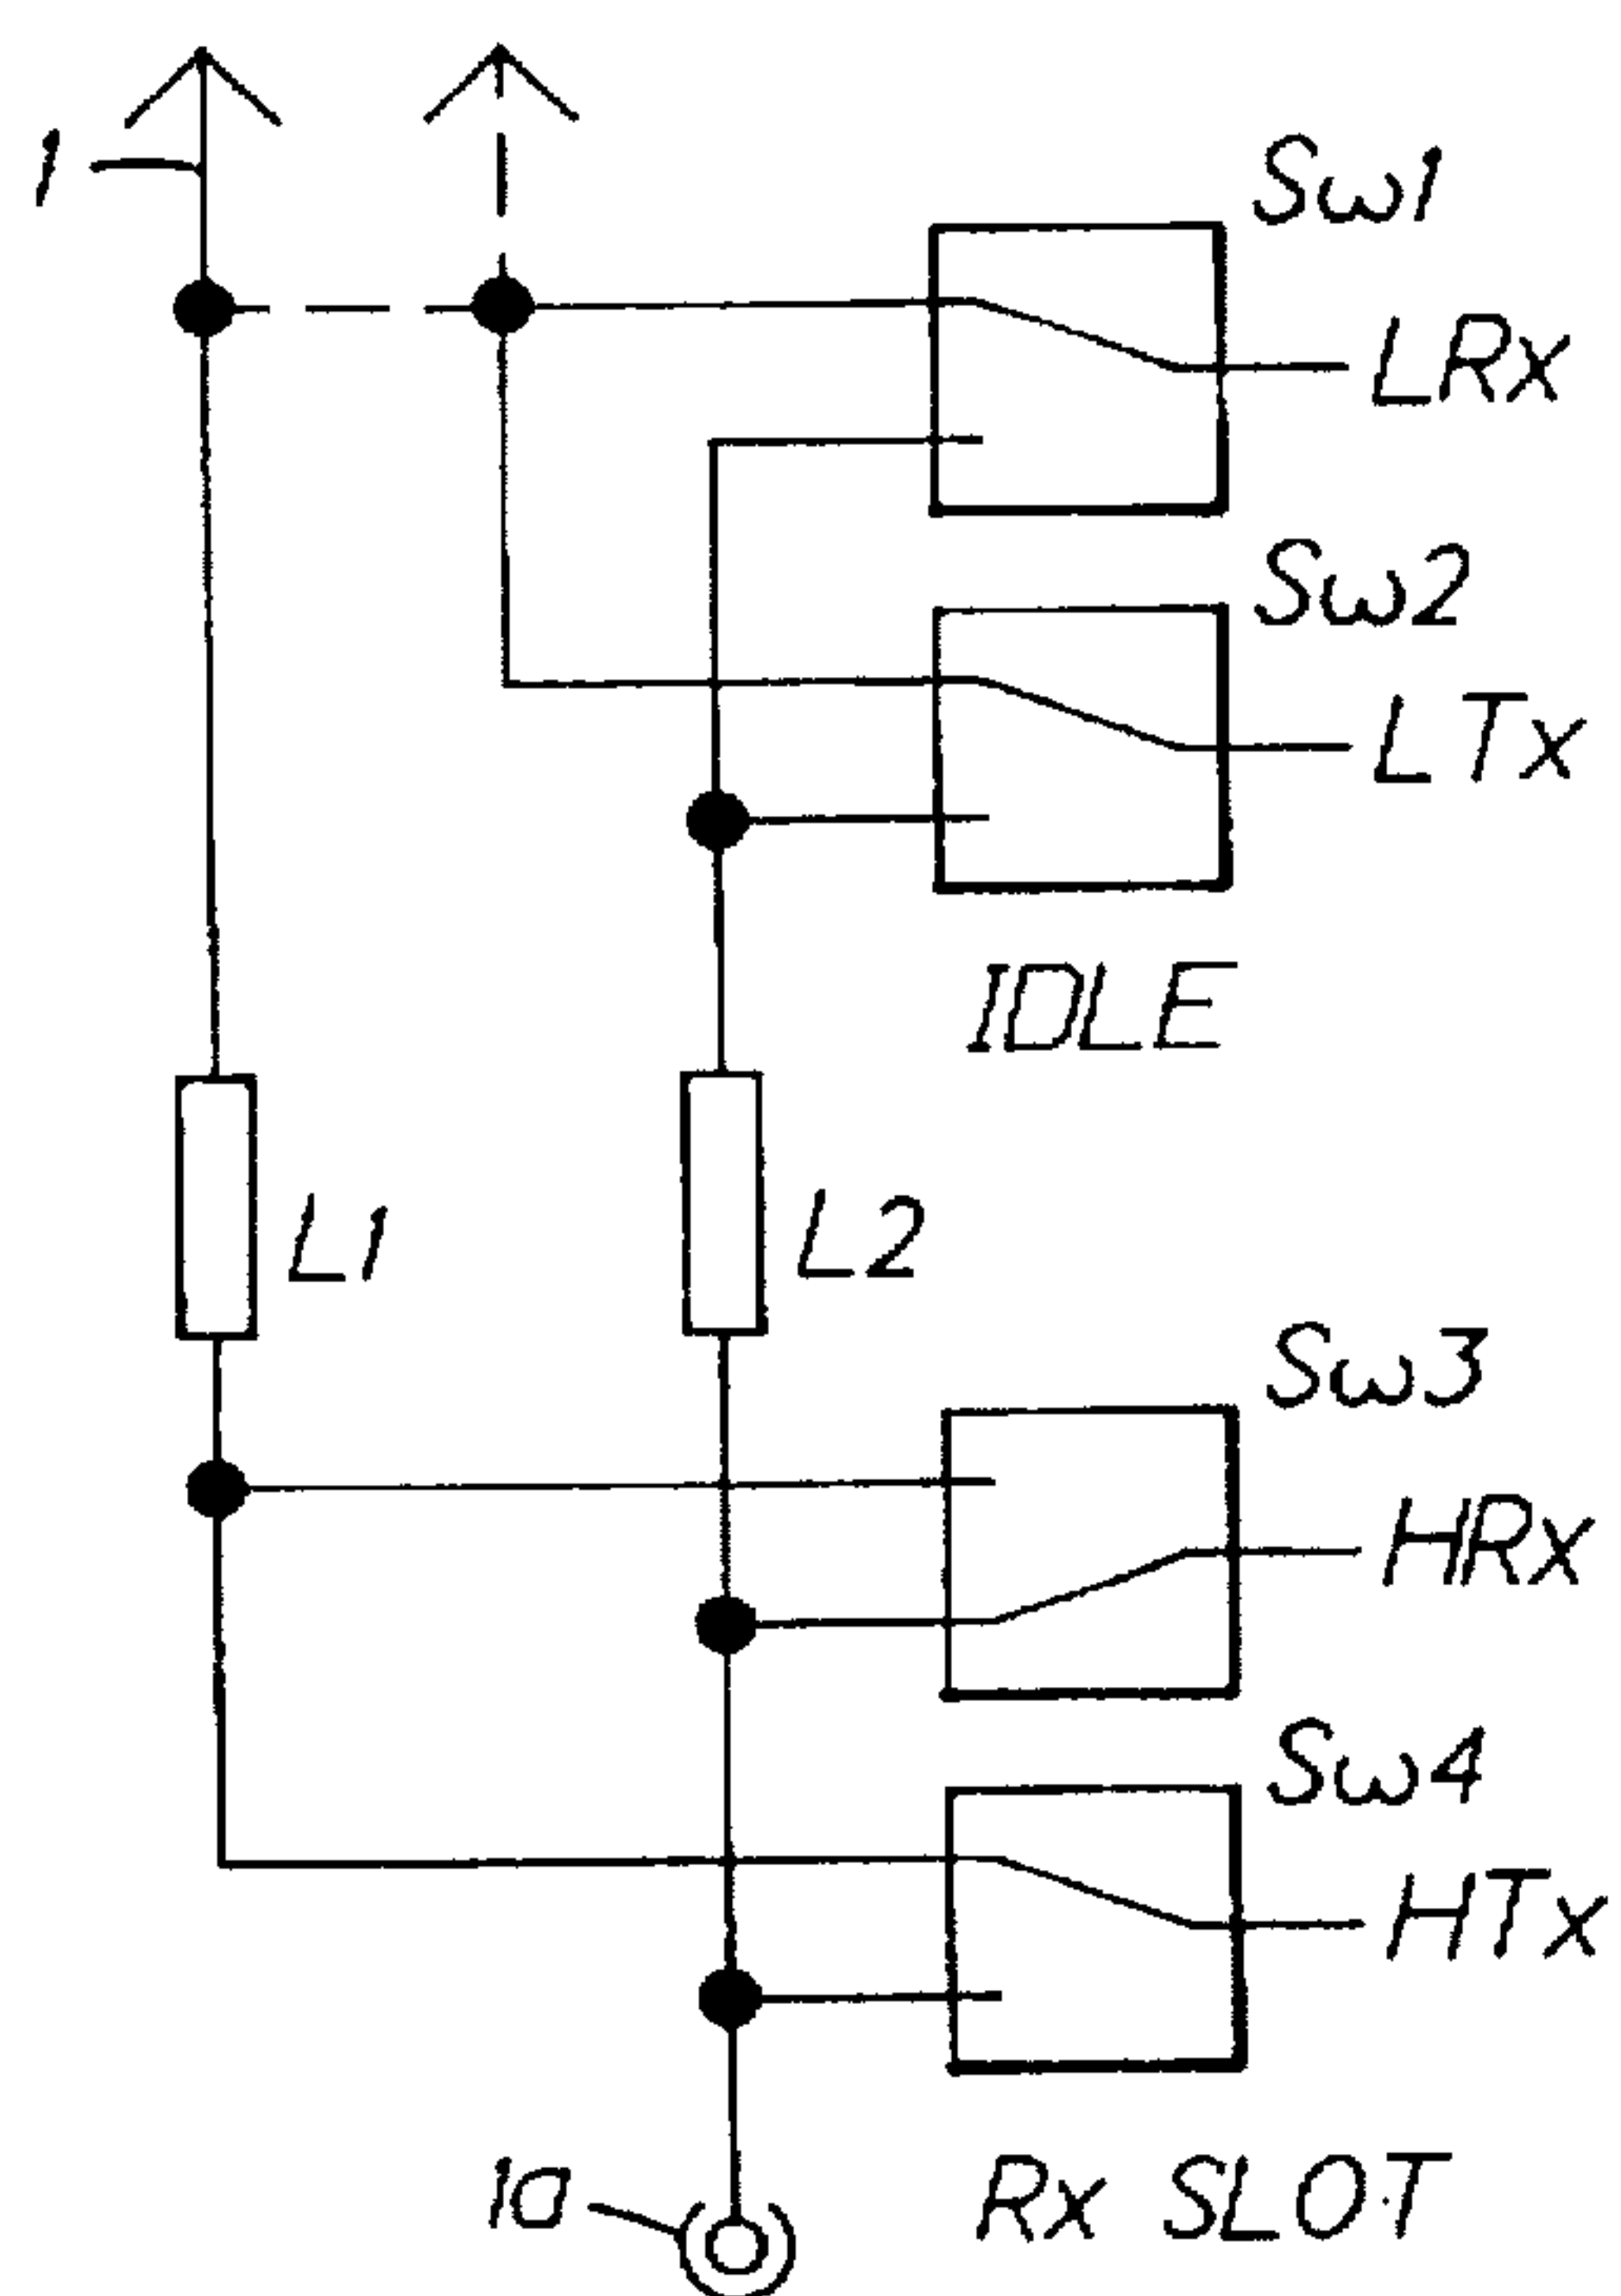 1
Sw1
LRx
Sw2
LTx
IDLE
L1
L2
Sw3
HRx
Sw4
HTx
1a
Rx SLOT